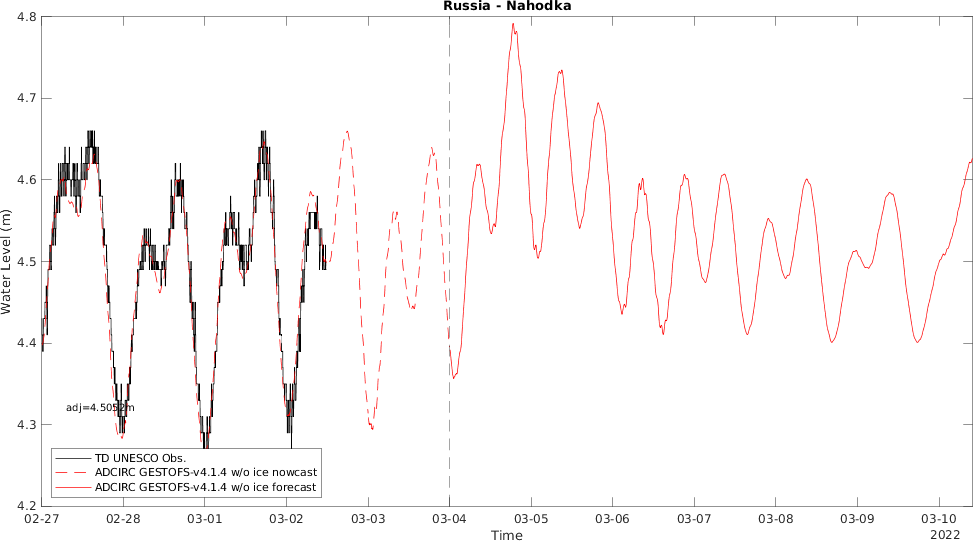 Russia - Nahodka
4.8
4.7
4.6
4.5
4.4
4.3
4.2
Water Level (m)
adj=4.5052m
TD UNESCO Obs.
ADCIRC GESTOFS-v4.1.4 w/o ice nowcast
ADCIRC GESTOFS-v4.1.4 w/o ice forecast
02-27 02-28 03-01 03-02 03-03 03-04 03-05 03-06 03-07 03-08 03-09 03-10
Time
2022